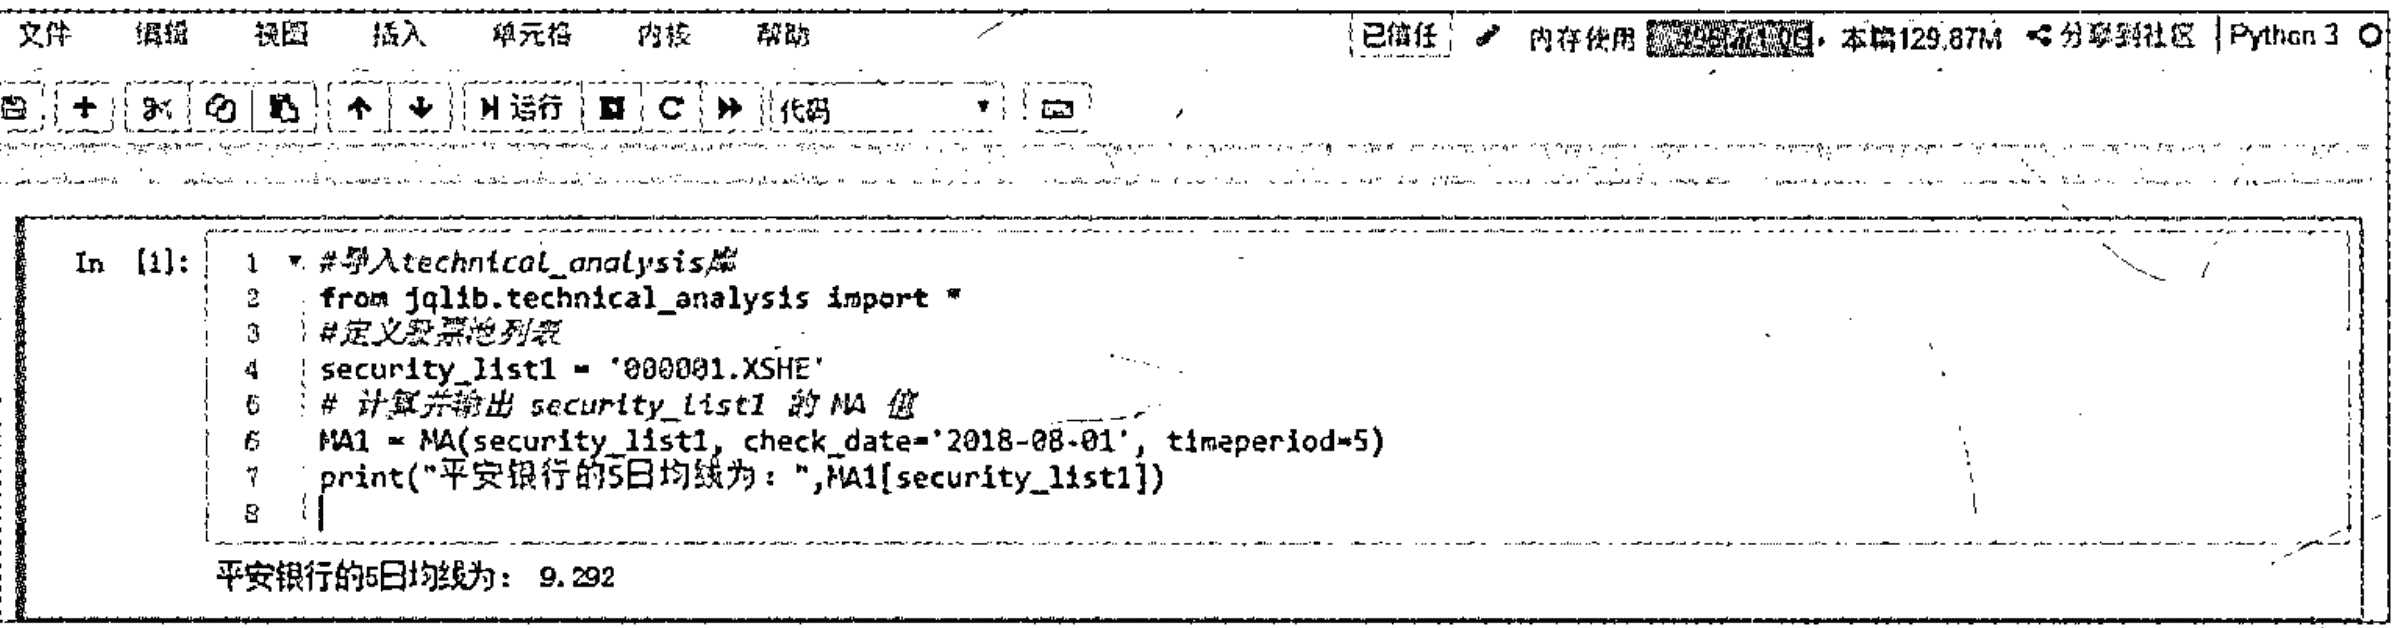 文件 编辑 视图 插入 单元格 内核 帮助 已信任 内存使用 本篇129.87M 分享到社区 Python 3
运行 代码
In [1]:
1 #导入technical_analysis库
2 from jqlib.technical_analysis import *
3 #定义股票池列表
4 security_list1 = '000001.XSHE'
5 # 计算并输出 security_list1 的 MA 值
6 MA1 = MA(security_list1, check_date='2018-08-01', timeperiod=5)
7 print("平安银行的5日均线为：",MA1[security_list1])
8
平安银行的5日均线为： 9.292